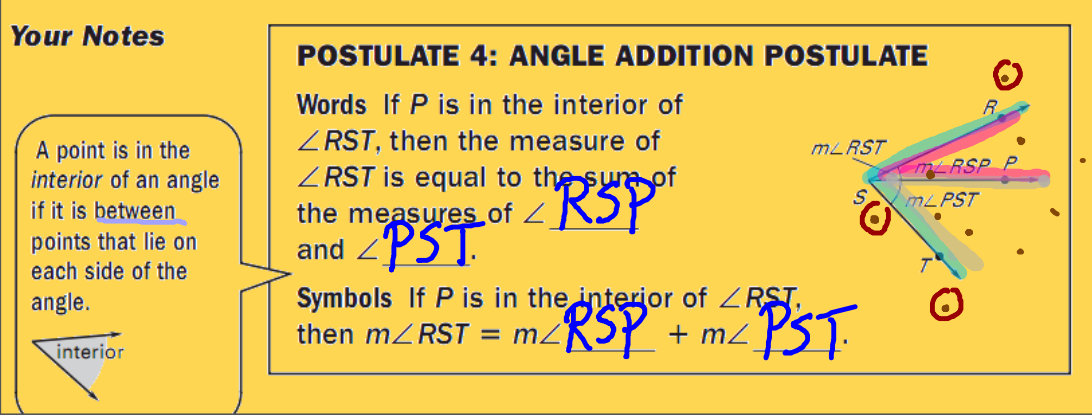 Your Notes
A point is in the
interior of an angle
if it is between
points that lie on
each side of the
angle.
interior
POSTULATE 4: ANGLE ADDITION POSTULATE
Words If P is in the interior of
∠RST, then the measure of
∠RST is equal to the sum of
the measures of ∠ RSP
and ∠ PST.
Symbols If P is in the interior of ∠RST,
then m∠RST = m∠ RSP + m∠ PST.
R
m∠RST
m∠RSP P
S m∠PST
T